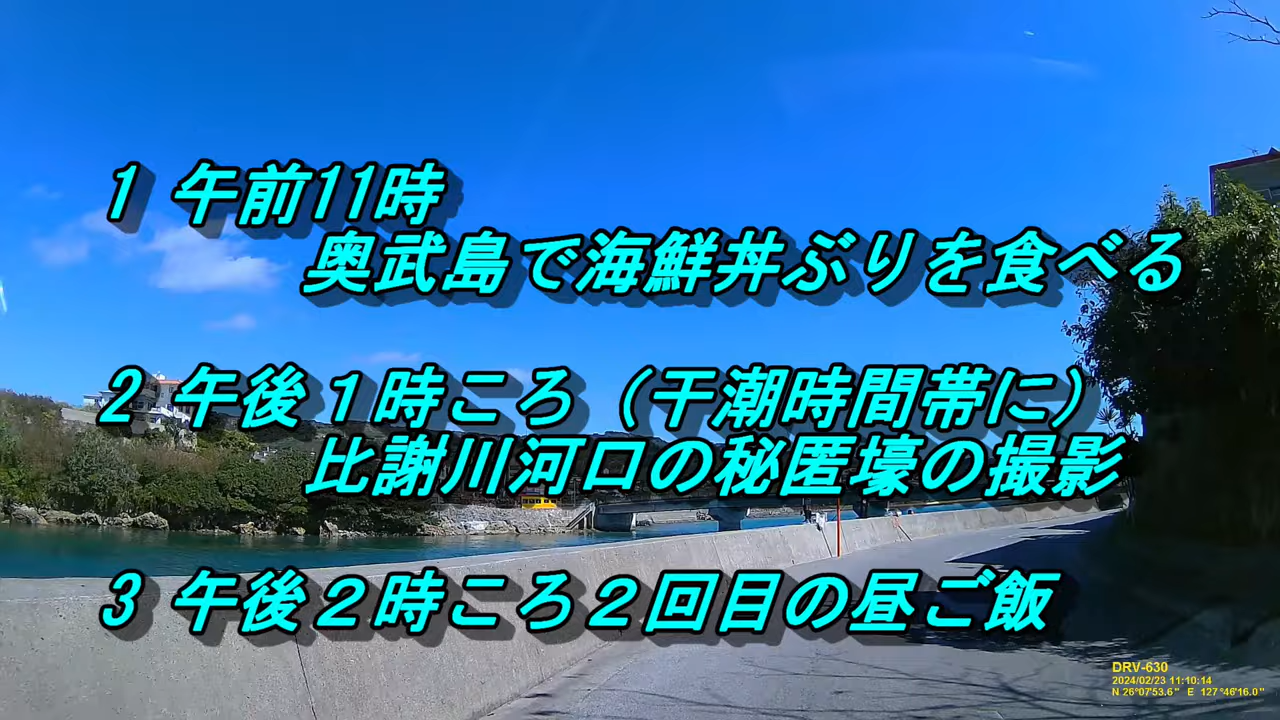 1 午前11時
奥武島で海鮮丼ぶりを食べる
2 午後１時ころ（干潮時間帯に）
比謝川河口の秘匿壕の撮影
3 午後２時ころ２回目の昼ご飯
DRV-630
2024/02/23 11:10:14
N 26°07'53.6" E 127°46'16.0"